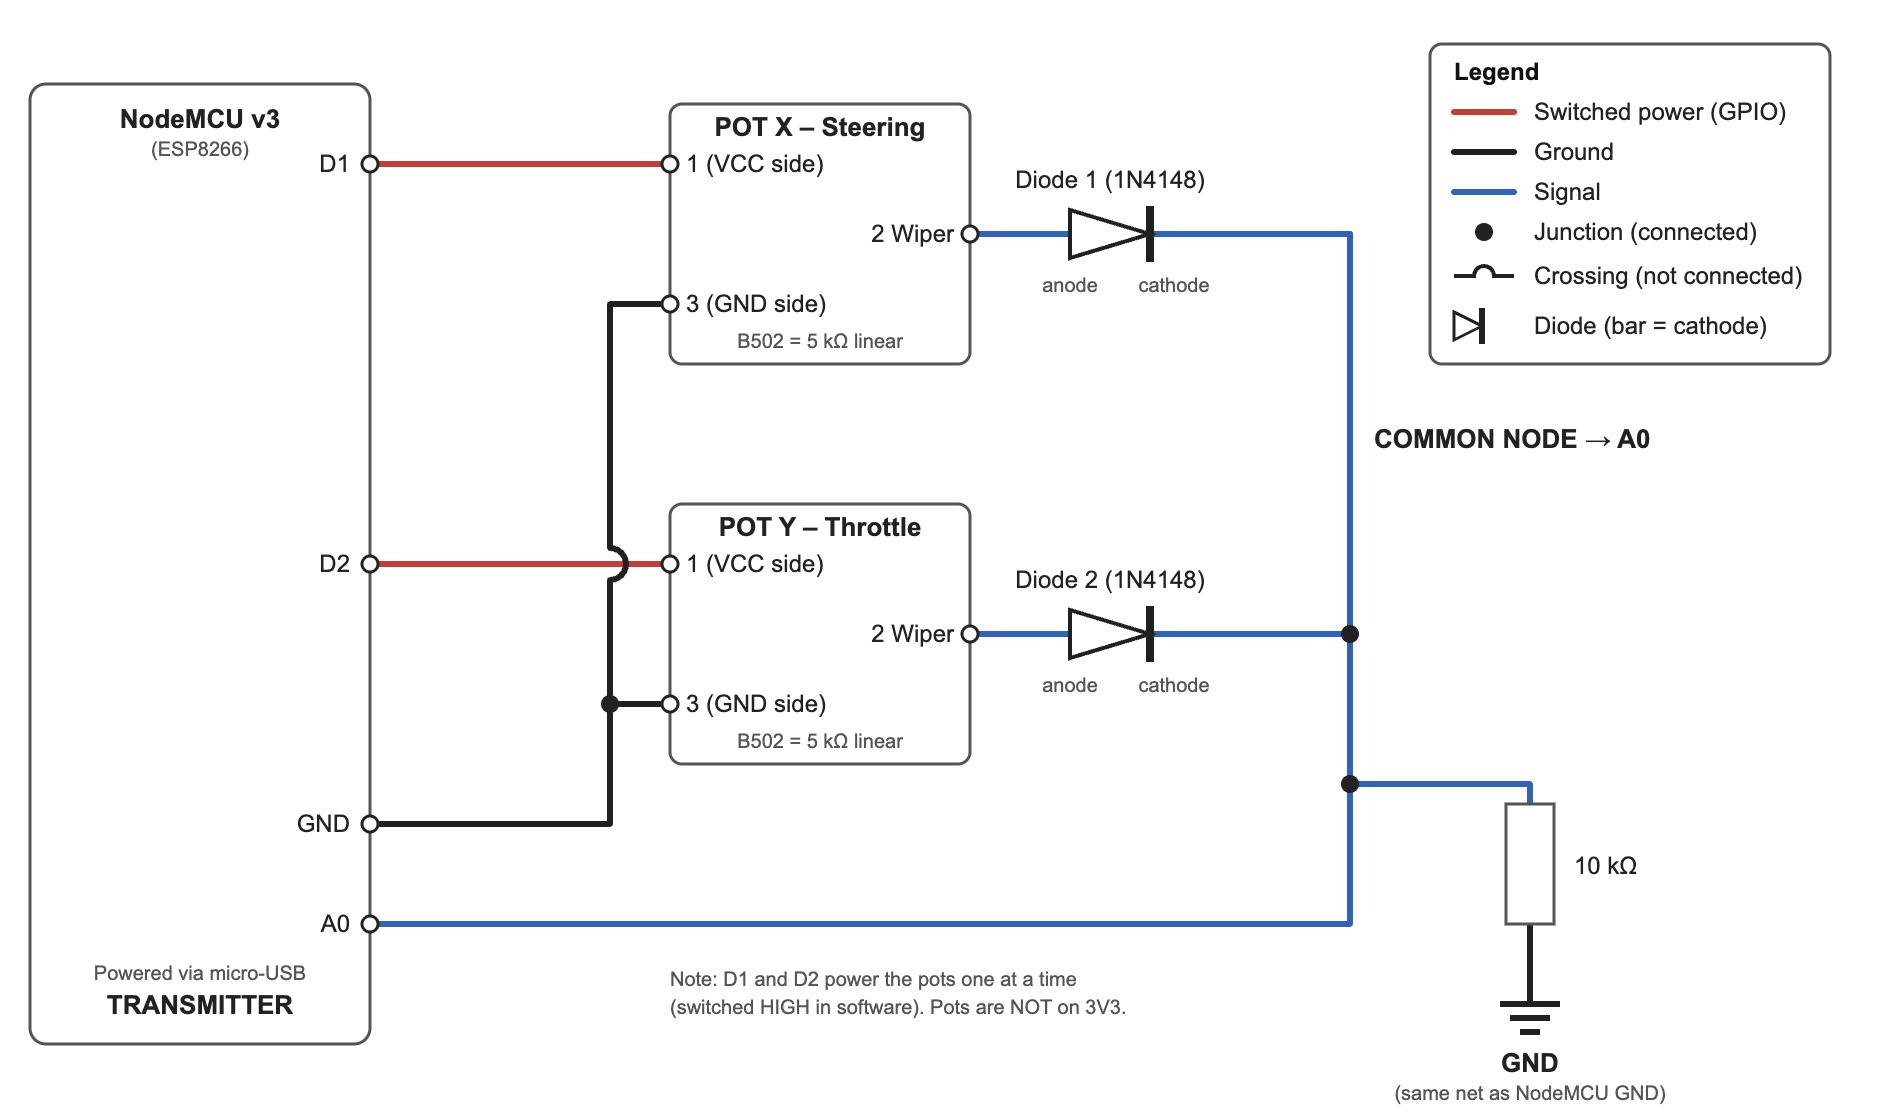 NodeMCU v3
(ESP8266)
D1
D2
GND
A0
Powered via micro-USB
TRANSMITTER
POT X – Steering
1 (VCC side)
2 Wiper
3 (GND side)
B502 = 5 kΩ linear
Diode 1 (1N4148)
anode
cathode
POT Y – Throttle
1 (VCC side)
2 Wiper
3 (GND side)
B502 = 5 kΩ linear
Diode 2 (1N4148)
anode
cathode
Legend
Switched power (GPIO)
Ground
Signal
Junction (connected)
Crossing (not connected)
Diode (bar = cathode)
COMMON NODE → A0
10 kΩ
GND
(same net as NodeMCU GND)
Note: D1 and D2 power the pots one at a time
(switched HIGH in software). Pots are NOT on 3V3.